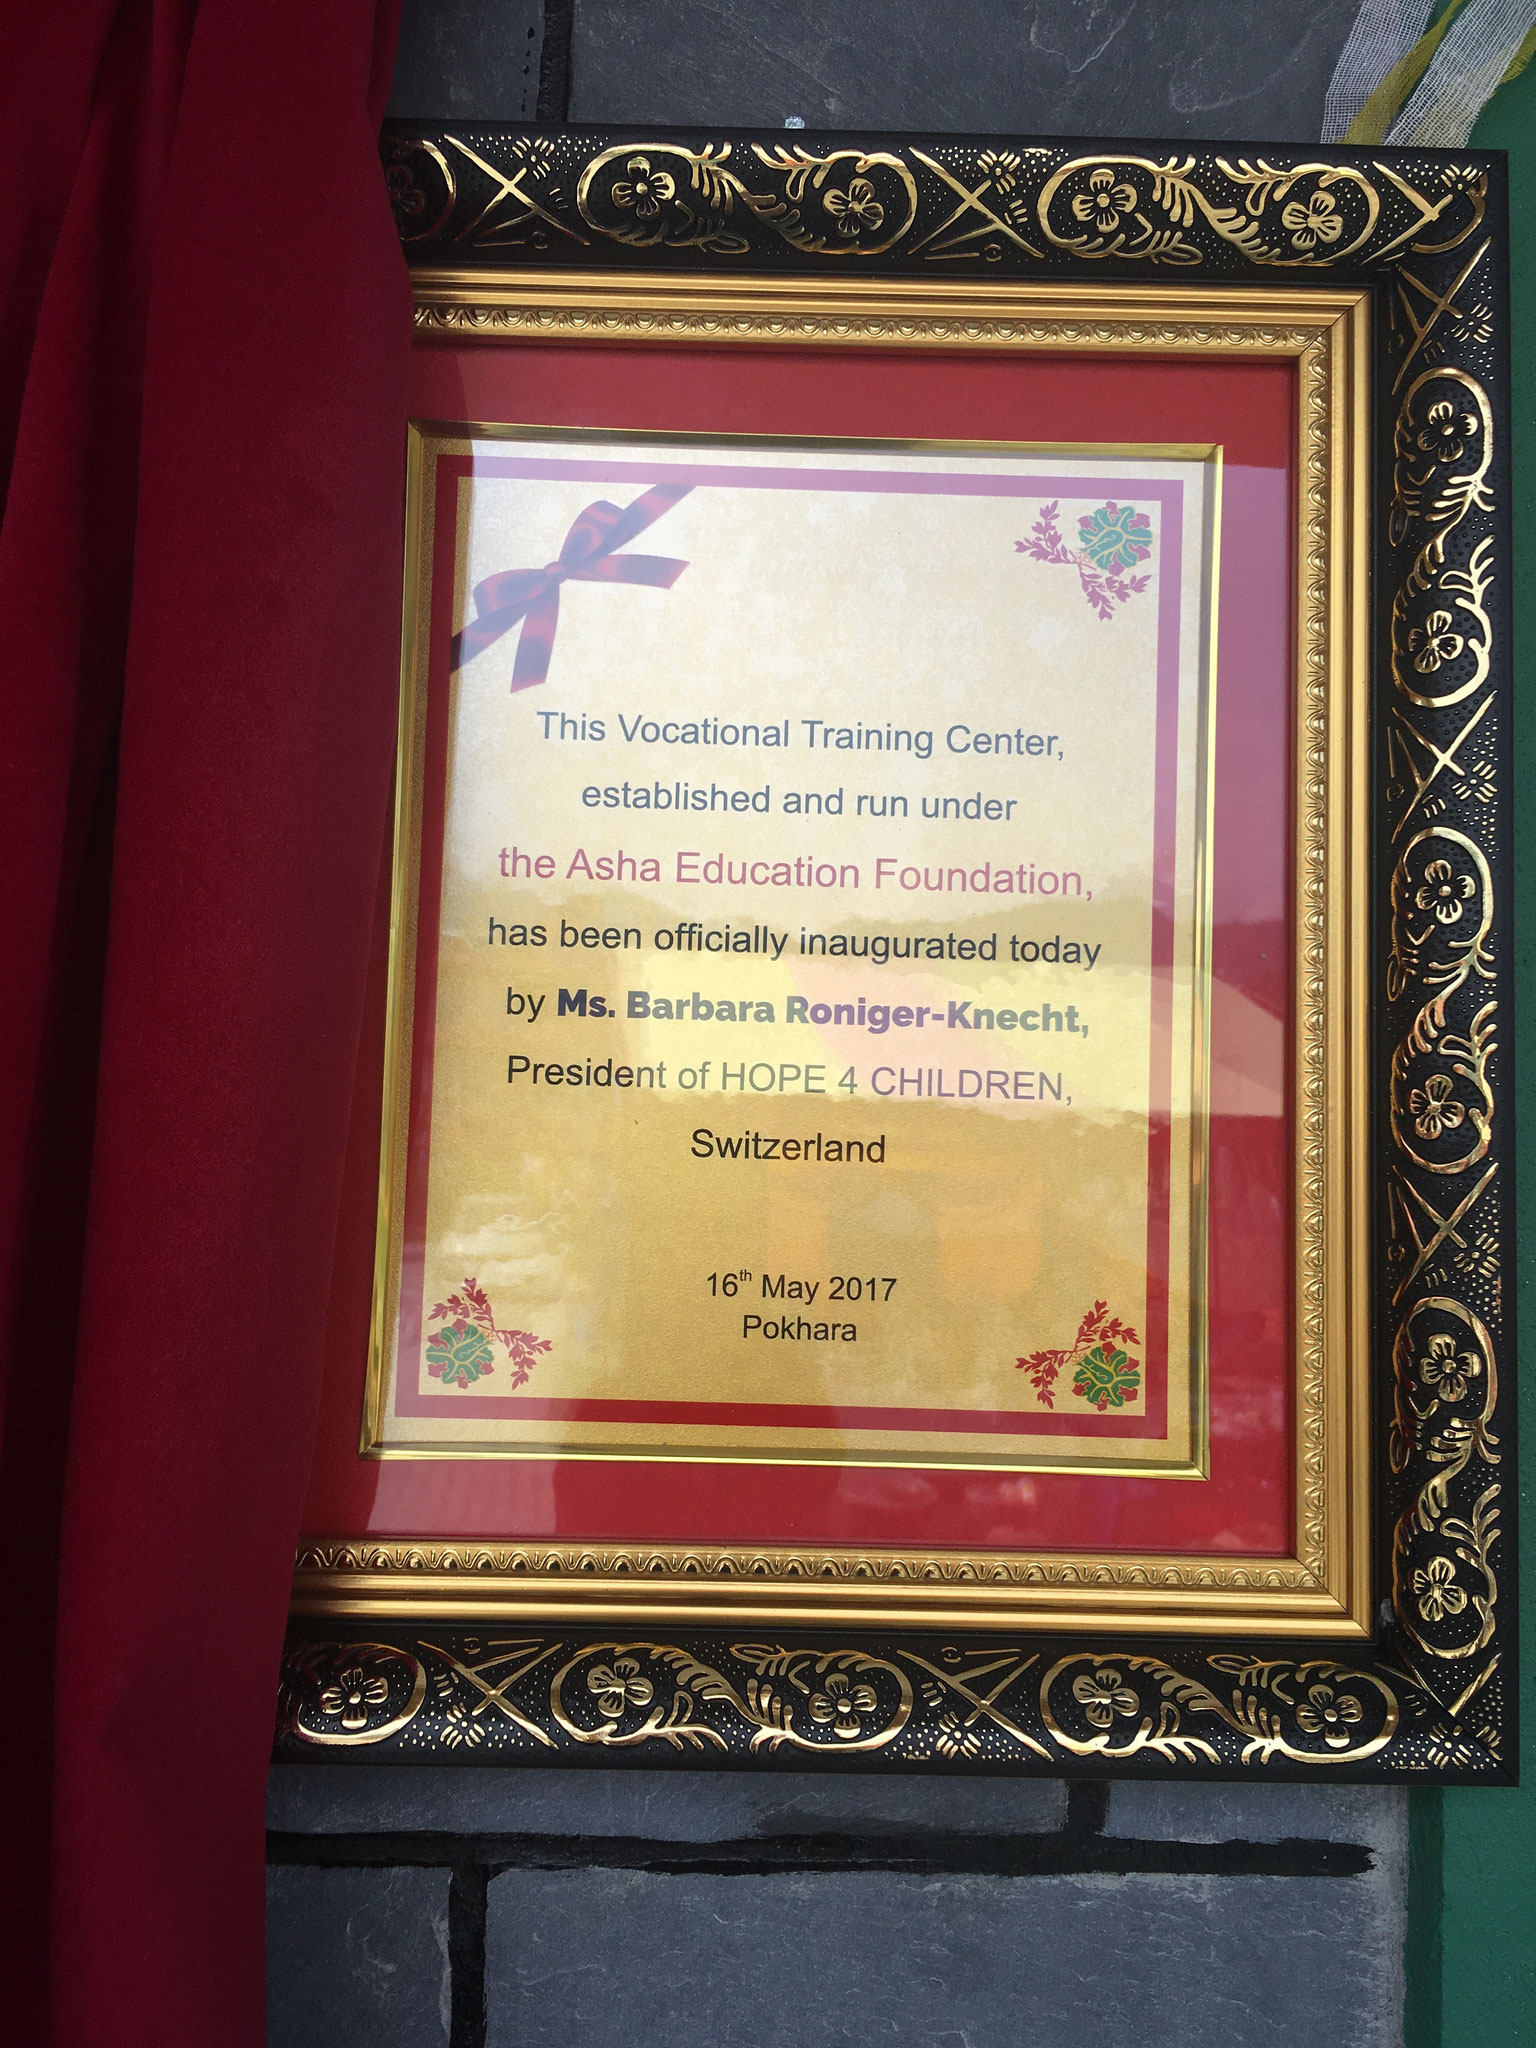 This Vocational Training Center,
established and run under
the Asha Education Foundation,
has been officially inaugurated today
by Ms. Barbara Roniger-Knecht,
President of HOPE 4 CHILDREN,
Switzerland
16th May 2017
Pokhara